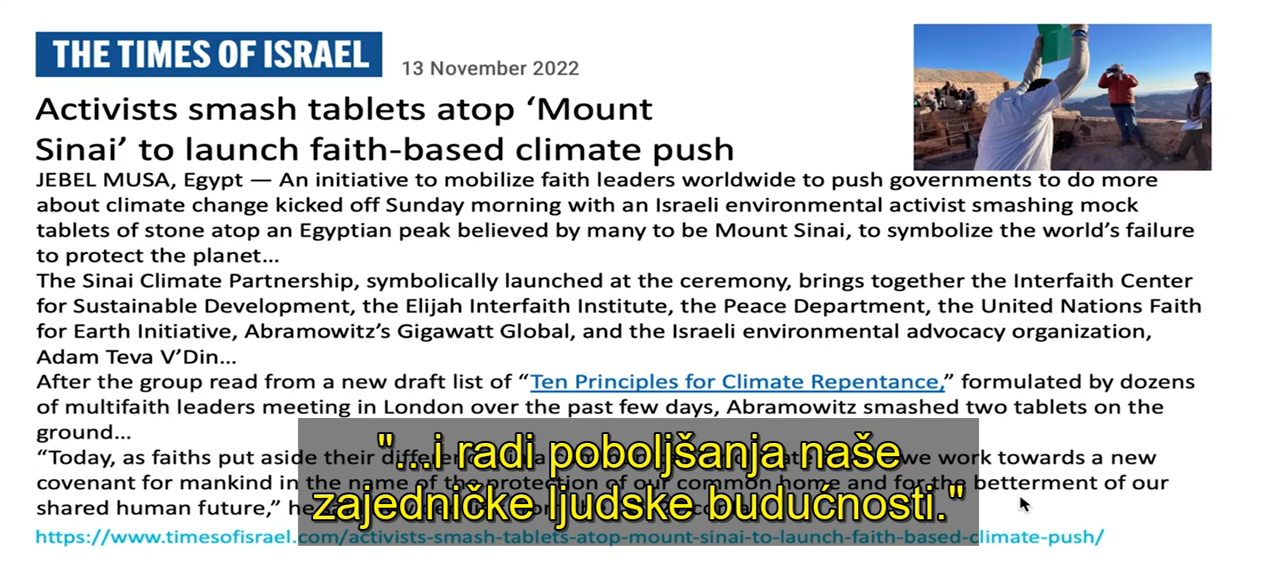 THE TIMES OF ISRAEL
13 November 2022
Activists smash tablets atop ‘Mount
Sinai’ to launch faith-based climate push
JEBEL MUSA, Egypt — An initiative to mobilize faith leaders worldwide to push governments to do more
about climate change kicked off Sunday morning with an Israeli environmental activist smashing mock
tablets of stone atop an Egyptian peak believed by many to be Mount Sinai, to symbolize the world’s failure
to protect the planet...
The Sinai Climate Partnership, symbolically launched at the ceremony, brings together the Interfaith Center
for Sustainable Development, the Elijah Interfaith Institute, the Peace Department, the United Nations Faith
for Earth Initiative, Abramowitz’s Gigawatt Global, and the Israeli environmental advocacy organization,
Adam Teva V’Din...
After the group read from a new draft list of “Ten Principles for Climate Repentance,” formulated by dozens
of multifaith leaders meeting in London over the past few days, Abramowitz smashed two tablets on the
ground...
“Today, as faiths put aside their we work towards a new
covenant for mankind in the name of the protection of our common home and for the betterment of our
shared human future,”
https://www.timesofisrael.com/activists-smash-tablets-atop-mount-sinai-to-launch-faith-based-climate-push/
"...i radi poboljšanja naše
zajedničke ljudske budućnosti."